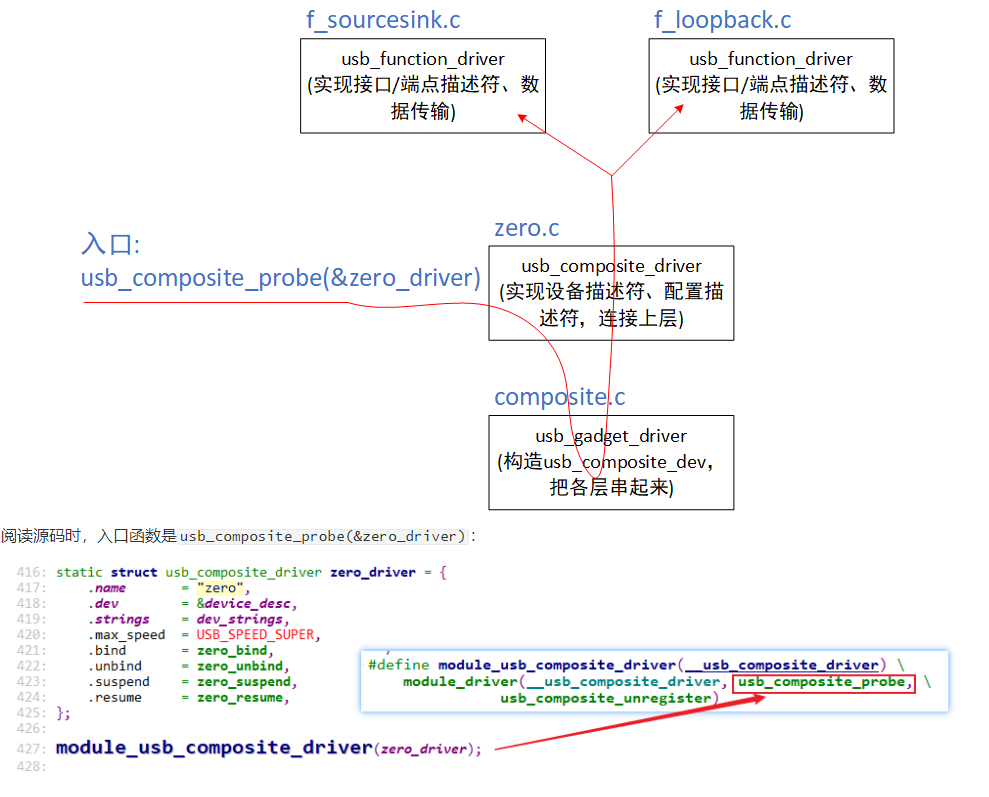 f_sourcesink.c
f_loopback.c
usb_function_driver
(实现接口/端点描述符、数
据传输)
usb_function_driver
(实现接口/端点描述符、数
据传输)
入口:
usb_composite_probe(&zero_driver)
zero.c
usb_composite_driver
(实现设备描述符、配置描
述符，连接上层)
composite.c
usb_gadget_driver
(构造usb_composite_dev，
把各层串起来)
阅读源码时，入口函数是usb_composite_probe(&zero_driver)：
416: static struct usb_composite_driver zero_driver = {
417: .name = "zero",
418: .dev = &device_desc,
419: .strings = dev_strings,
420: .max_speed = USB_SPEED_SUPER,
421: .bind = zero_bind,
422: .unbind = zero_unbind,
423: .suspend = zero_suspend,
424: .resume = zero_resume,
425: };
426:
427: module_usb_composite_driver(zero_driver);
428:
#define module_usb_composite_driver(__usb_composite_driver) \
module_driver(__usb_composite_driver, usb_composite_probe, \
usb_composite_unregister)